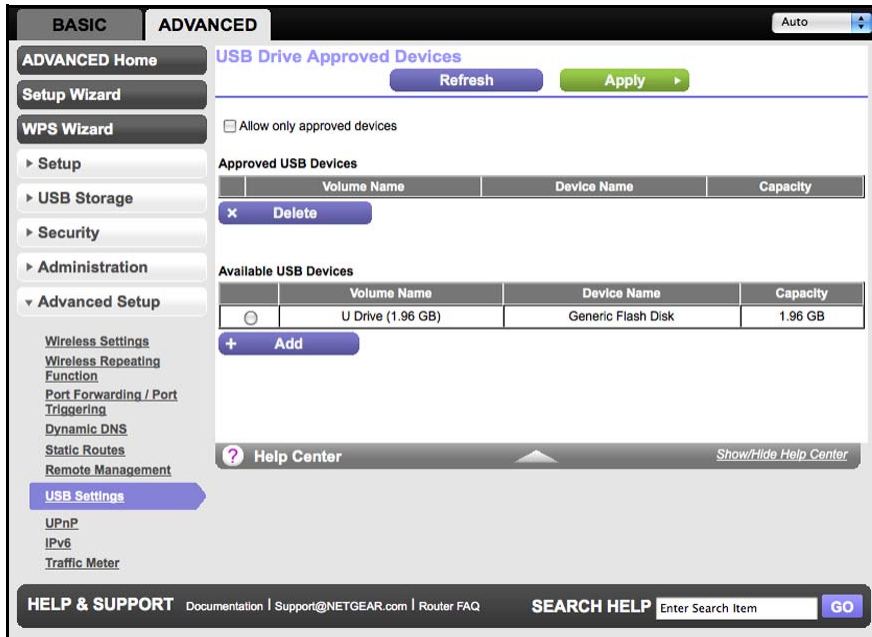 BASIC
ADVANCED
Auto
ADVANCED Home
Setup Wizard
WPS Wizard
Setup
USB Storage
Security
Administration
Advanced Setup
Wireless Settings
Wireless Repeating
Function
Port Forwarding / Port
Triggering
Dynamic DNS
Static Routes
Remote Management
USB Settings
UPnP
IPv6
Traffic Meter
USB Drive Approved Devices
Refresh
Apply
Allow only approved devices
Approved USB Devices
Volume Name Device Name Capacity
Delete
Available USB Devices
Volume Name Device Name Capacity
U Drive (1.96 GB) Generic Flash Disk 1.96 GB
+ Add
? Help Center Show/Hide Help Center
HELP & SUPPORT Documentation | Support@NETGEAR.com | Router FAQ SEARCH HELP Enter Search Item GO